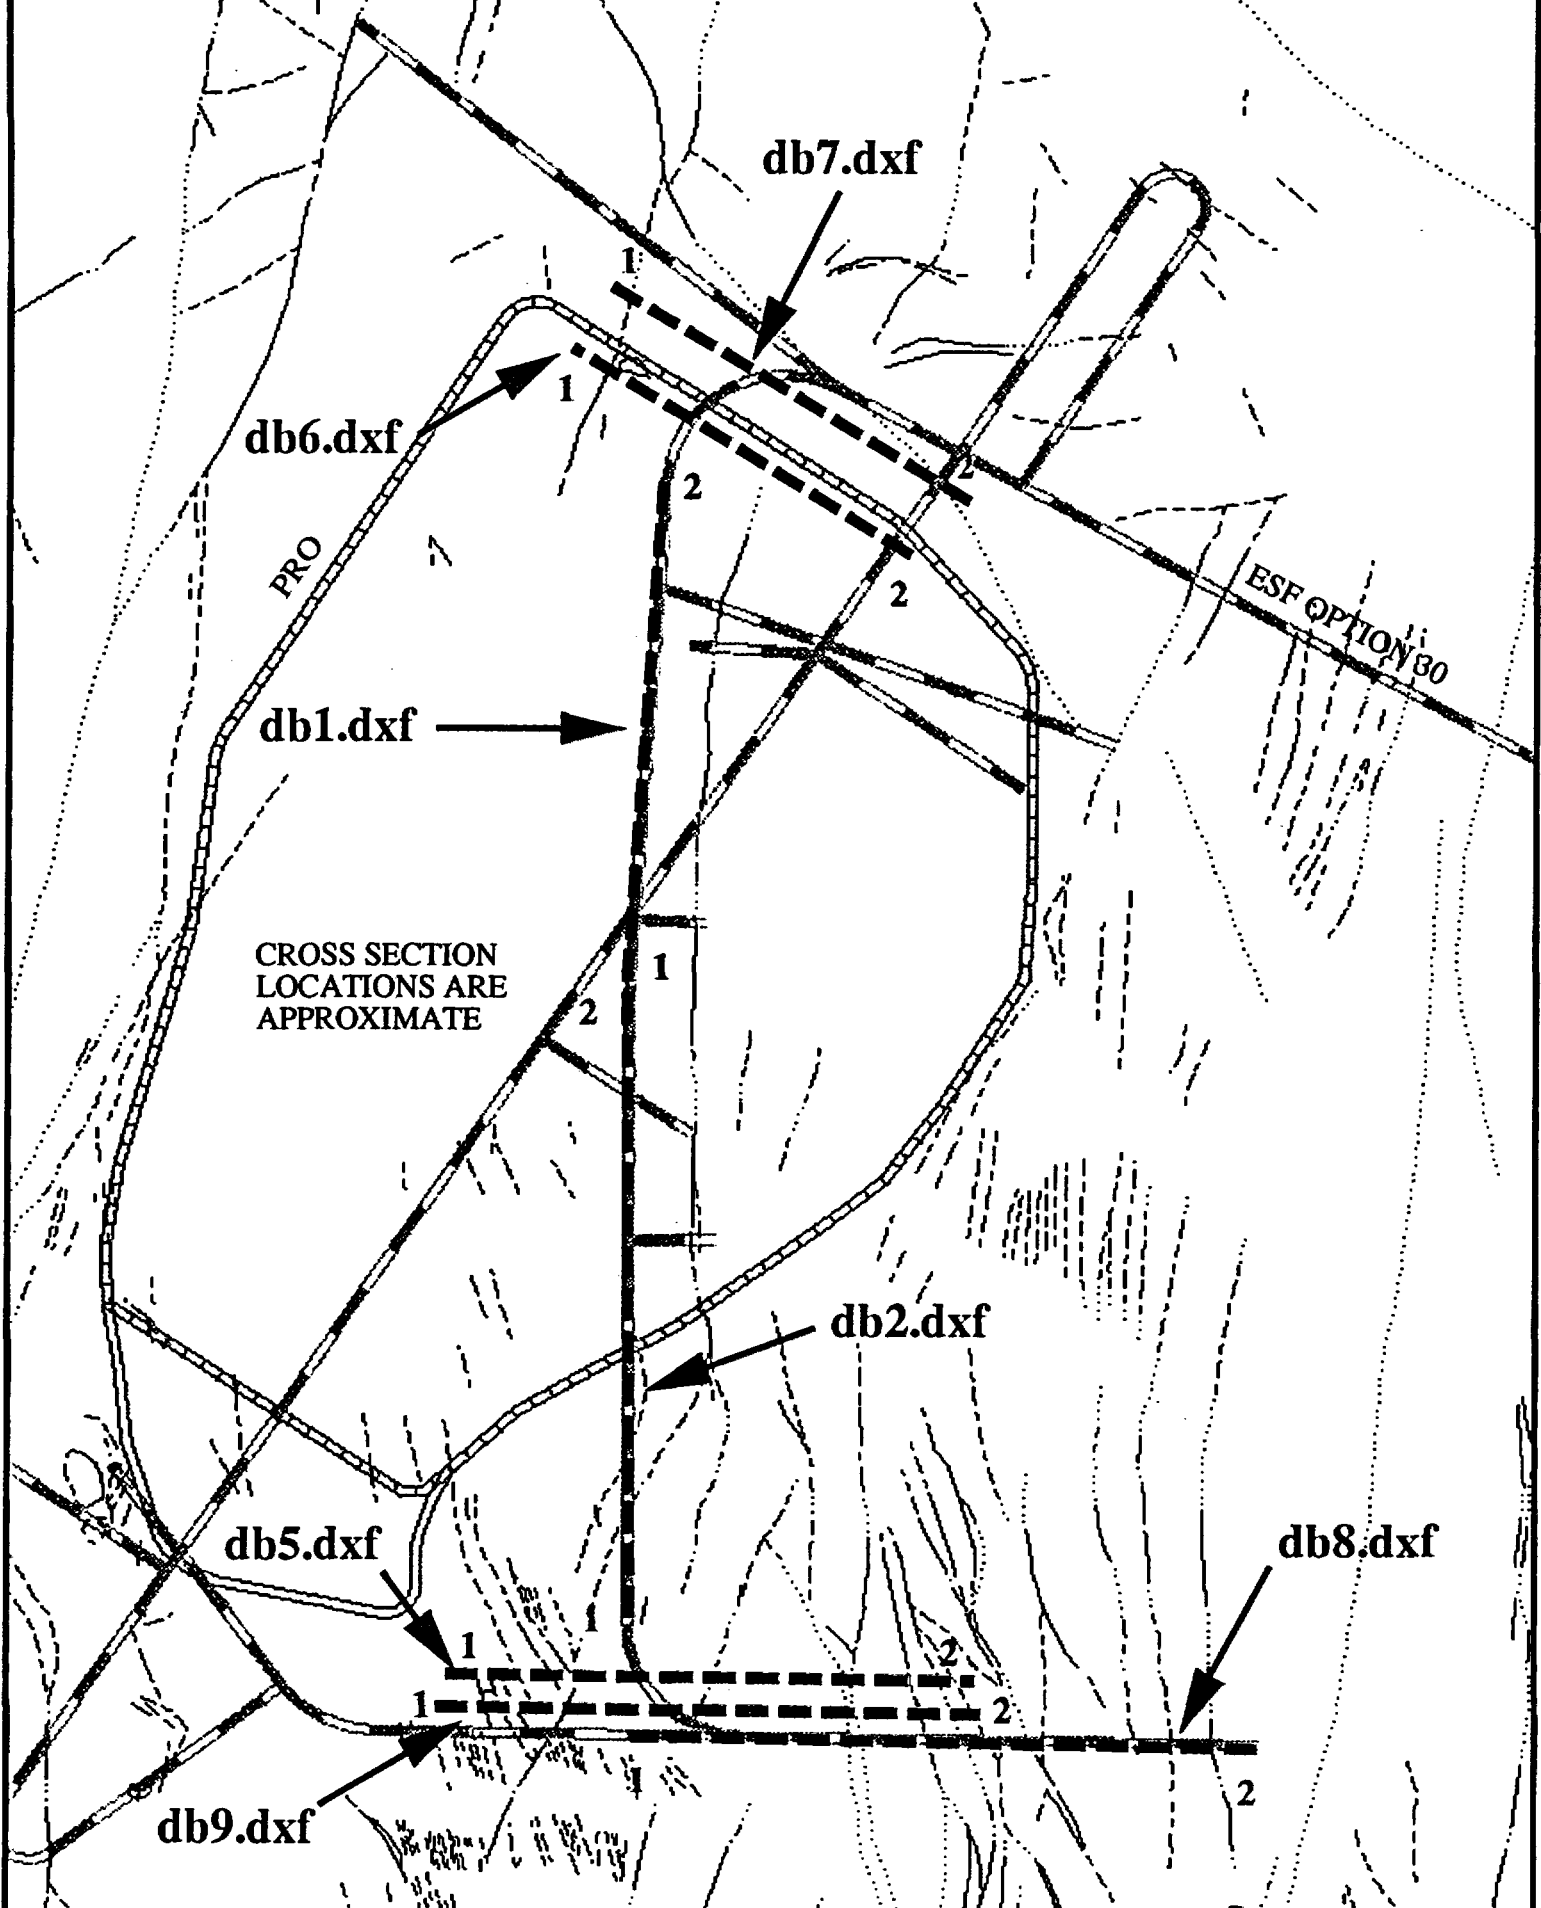 db7.dxf
1
1
db6.dxf
2
2
2
PRO
ESF OPTION 30
db1.dxf
CROSS SECTION
LOCATIONS ARE
APPROXIMATE
1
2
db2.dxf
db5.dxf
db8.dxf
1
1
2
1
2
1
2
db9.dxf